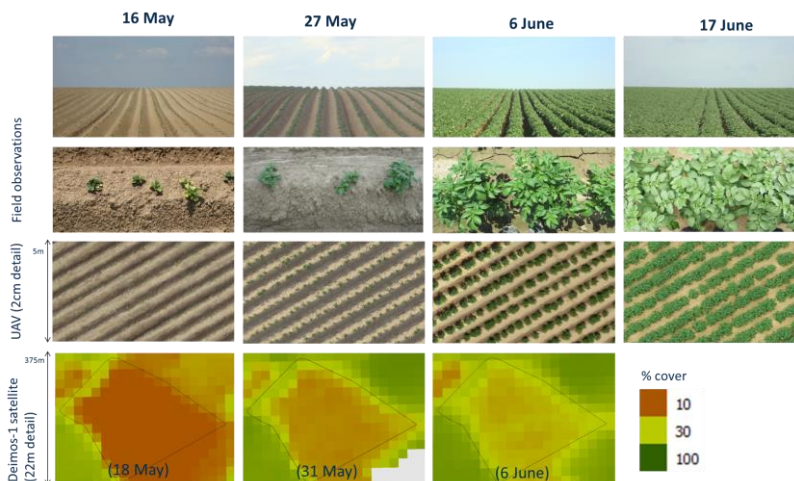 16 May
27 May
6 June
17 June
Field observations
UAV (2cm detail)
5m
Deimos-1 satellite
(22m detail)
375m
(18 May)
(31 May)
(6 June)
% cover
10
30
100